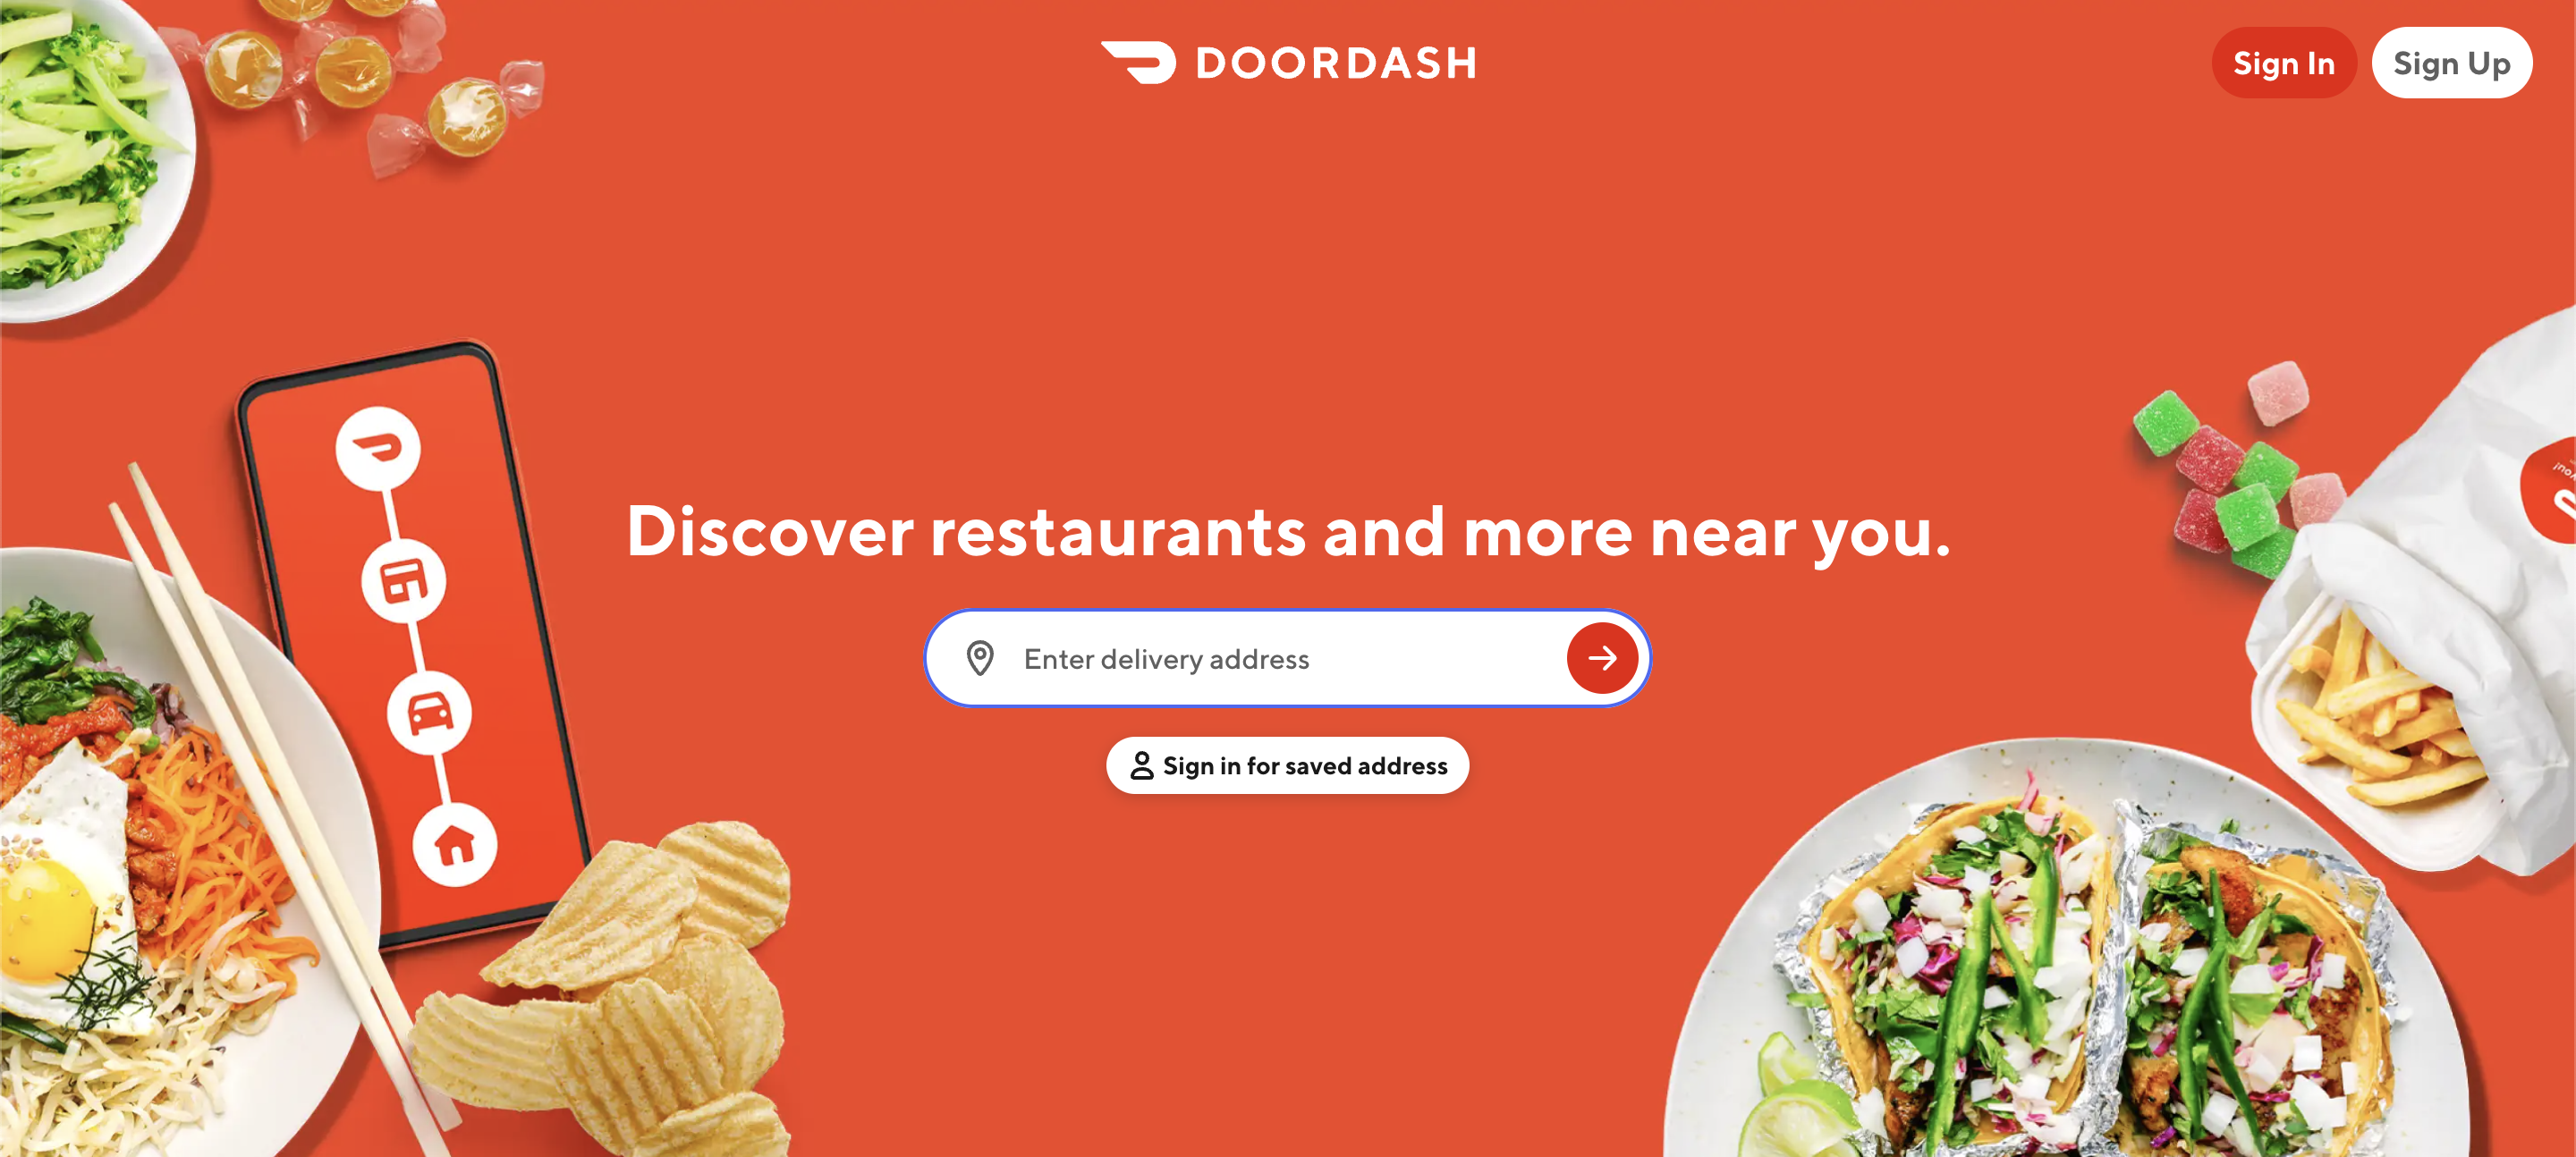 DOORDASH
Sign In
Sign Up
Discover restaurants and more near you.
Enter delivery address
Sign in for saved address